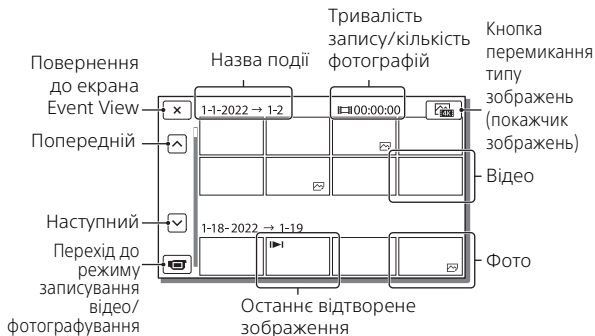 Тривалість
запису/кількість
фотографій
Назва події
Кнопка
перемикання
типу
зображень
(покажчик
зображень)
Повернення
до екрана
Event View
1-1-2022 → 1-2
00:00:00
4K
Попередній
Відео
Наступний
1-18-2022 → 1-19
Перехід до
режиму
записування
відео/
фотографування
Фото
Останнє відтворене
зображення